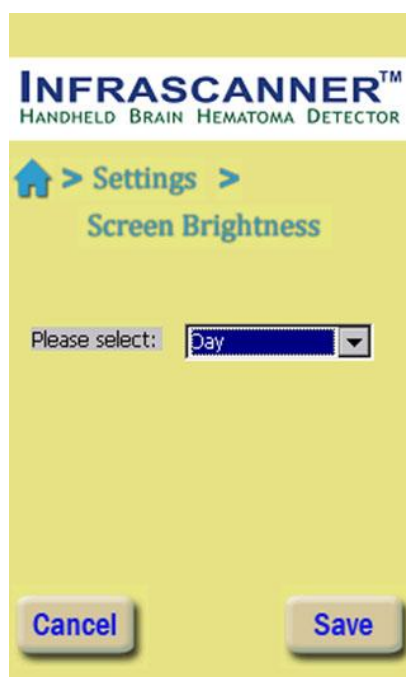 INFRASCANNER™
HANDHELD BRAIN HEMATOMA DETECTOR
> Settings >
Screen Brightness
Please select: Day
Cancel Save